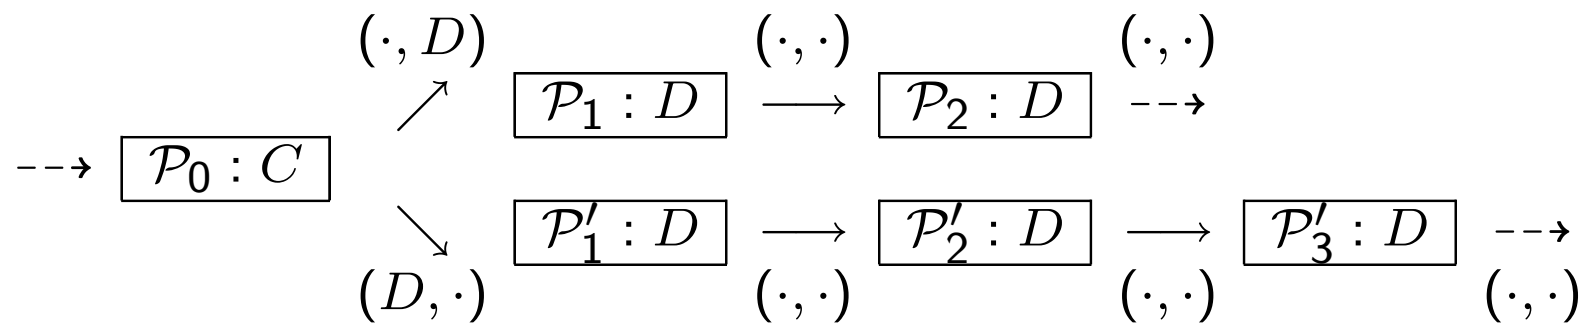 (·, D) (·, ·) (·, ·)
𝒫₁ : D ⟶ 𝒫₂ : D ⇢
⇢ 𝒫₀ : C ↗ ↘
𝒫′₁ : D ⟶ 𝒫′₂ : D ⟶ 𝒫′₃ : D ⇢
(D, ·) (·, ·) (·, ·) (·, ·)